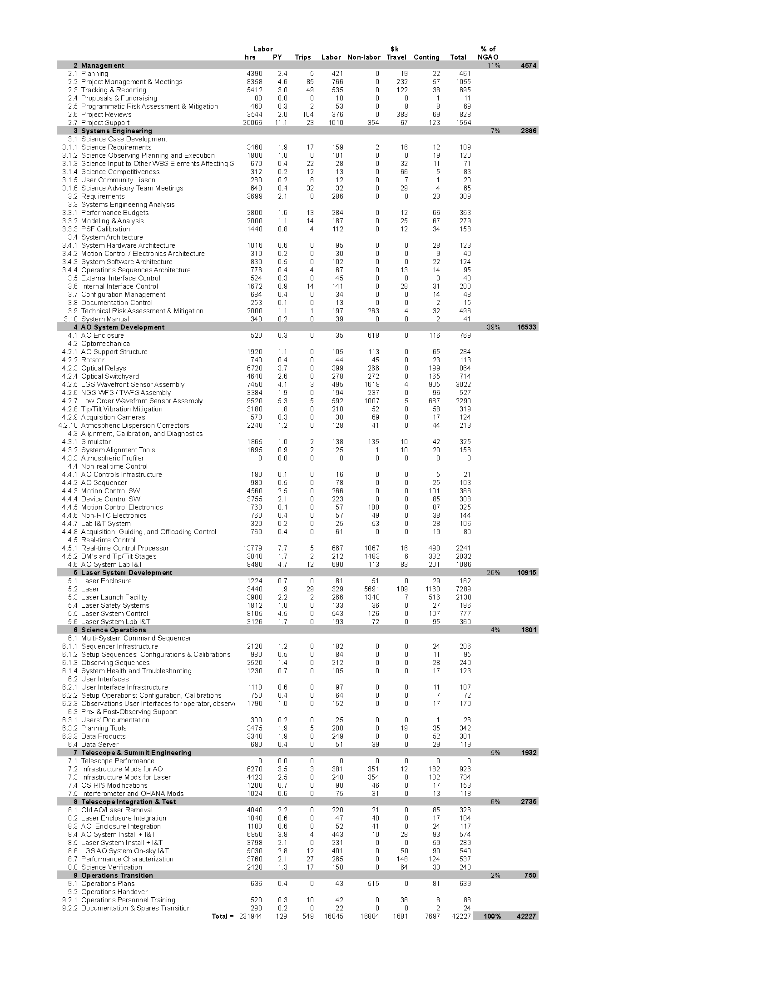 Labor $k % of
hrs PY Trips Labor Non-labor Travel Conting Total NGAO
2 Management 11% 4674
2.1 Planning 4390 2.4 5 421 0 19 22 461
2.2 Project Management & Meetings 8358 4.6 85 766 0 232 57 1055
2.3 Tracking & Reporting 5412 3.0 49 535 0 122 38 695
2.4 Proposals & Fundraising 80 0.0 0 10 0 0 1 11
2.5 Programmatic Risk Assessment & Mitigation 460 0.3 2 53 0 8 8 69
2.6 Project Reviews 3544 2.0 104 376 0 383 69 828
2.7 Project Support 20066 11.1 23 1010 354 67 123 1554
3 Systems Engineering 7% 2886
3.1 Science Case Development
3.1.1 Science Requirements 3460 1.9 17 159 2 16 12 189
3.1.2 Science Observing Planning and Execution 1800 1.0 0 101 0 0 19 120
3.1.3 Science Input to Other WBS Elements Affecting S 670 0.4 22 28 0 32 11 71
3.1.4 Science Competitiveness 312 0.2 12 13 0 66 5 83
3.1.5 User Community Liason 280 0.2 8 12 0 7 1 20
3.1.6 Science Advisory Team Meetings 640 0.4 32 32 0 29 4 65
3.2 Requirements 3699 2.1 0 286 0 0 23 309
3.3 Systems Engineering Analysis
3.3.1 Performance Budgets 2800 1.6 13 284 0 12 66 363
3.3.2 Modeling & Analysis 2000 1.1 14 187 0 25 67 279
3.3.3 PSF Calibration 1440 0.8 4 112 0 12 34 158
3.4 System Architecture
3.4.1 System Hardware Architecture 1016 0.6 0 95 0 0 28 123
3.4.2 Motion Control / Electronics Architecture 310 0.2 0 30 0 0 9 40
3.4.3 System Software Architecture 830 0.5 0 102 0 0 22 124
3.4.4 Operations Sequences Architecture 776 0.4 4 67 0 13 14 95
3.5 External Interface Control 524 0.3 0 45 0 0 3 48
3.6 Internal Interface Control 1672 0.9 14 141 0 28 31 200
3.7 Configuration Management 684 0.4 0 34 0 0 14 48
3.8 Documentation Control 253 0.1 0 13 0 0 2 15
3.9 Technical Risk Assessment & Mitigation 2000 1.1 1 197 263 4 32 496
3.10 System Manual 340 0.2 0 39 0 0 2 41
4 AO System Development 39% 16533
4.1 AO Enclosure 520 0.3 0 35 618 0 116 769
4.2 Optomechanical
4.2.1 AO Support Structure 1920 1.1 0 105 113 0 65 284
4.2.2 Rotator 740 0.4 0 44 45 0 23 113
4.2.3 Optical Relays 6720 3.7 0 399 266 0 199 864
4.2.4 Optical Switchyard 4640 2.6 0 278 272 0 165 714
4.2.5 LGS Wavefront Sensor Assembly 7450 4.1 3 495 1618 4 905 3022
4.2.6 NGS WFS / TWFS Assembly 3384 1.9 0 194 237 0 96 527
4.2.7 Low Order Wavefront Sensor Assembly 9520 5.3 5 592 1007 5 687 2290
4.2.8 Tip/Tilt Vibration Mitigation 3180 1.8 0 210 52 0 58 319
4.2.9 Acquisition Cameras 578 0.3 0 38 69 0 17 124
4.2.10 Atmospheric Dispersion Correctors 2240 1.2 0 128 41 0 44 213
4.3 Alignment, Calibration, and Diagnostics
4.3.1 Simulator 1865 1.0 2 138 135 10 42 325
4.3.2 System Alignment Tools 1695 0.9 2 125 1 10 20 156
4.3.3 Atmospheric Profiler 0 0.0 0 0 0 0 0 0
4.4 Non-real-time Control
4.4.1 AO Controls Infrastructure 180 0.1 0 16 0 0 5 21
4.4.2 AO Sequencer 980 0.5 0 78 0 0 25 103
4.4.3 Motion Control SW 4560 2.5 0 266 0 0 101 366
4.4.4 Device Control SW 3755 2.1 0 223 0 0 85 308
4.4.5 Motion Control Electronics 760 0.4 0 57 180 0 87 325
4.4.6 Non-RTC Electronics 760 0.4 0 57 49 0 38 144
4.4.7 Lab I&T System 320 0.2 0 25 53 0 28 106
4.4.8 Acquisition, Guiding, and Offloading Control 760 0.4 0 61 0 0 19 80
4.5 Real-time Control
4.5.1 Real-time Control Processor 13779 7.7 5 667 1067 16 490 2241
4.5.2 DM's and Tip/Tilt Stages 3040 1.7 2 212 1483 6 332 2032
4.6 AO System Lab I&T 8480 4.7 12 690 113 83 201 1086
5 Laser System Development 26% 10915
5.1 Laser Enclosure 1224 0.7 0 81 51 0 29 162
5.2 Laser 3440 1.9 29 329 5691 109 1160 7289
5.3 Laser Launch Facility 3900 2.2 2 266 1340 7 516 2130
5.4 Laser Safety Systems 1812 1.0 0 133 36 0 27 196
5.5 Laser System Control 8105 4.5 0 543 126 0 107 777
5.6 Laser System Lab I&T 3126 1.7 0 193 72 0 95 360
6 Science Operations 4% 1801
6.1 Multi-System Command Sequencer
6.1.1 Sequencer Infrastructure 2120 1.2 0 182 0 0 24 206
6.1.2 Setup Sequences: Configurations & Calibrations 980 0.5 0 84 0 0 11 95
6.1.3 Observing Sequences 2520 1.4 0 212 0 0 28 240
6.1.4 System Health and Troubleshooting 1230 0.7 0 105 0 0 17 123
6.2 User Interfaces
6.2.1 User Interface Infrastructure 1110 0.6 0 97 0 0 11 107
6.2.2 Setup Operations: Configuration, Calibrations 750 0.4 0 64 0 0 7 72
6.2.3 Observations User Interfaces for operator, observe 1790 1.0 0 152 0 0 17 170
6.3 Pre- & Post-Observing Support
6.3.1 Users' Documentation 300 0.2 0 25 0 0 1 26
6.3.2 Planning Tools 3475 1.9 5 288 0 19 35 342
6.3.3 Data Products 3340 1.9 0 249 0 0 52 301
6.4 Data Server 680 0.4 0 51 39 0 29 119
7 Telescope & Summit Engineering 5% 1932
7.1 Telescope Performance 0 0.0 0 0 0 0 0 0
7.2 Infrastructure Mods for AO 6270 3.5 3 381 351 12 182 926
7.3 Infrastructure Mods for Laser 4423 2.5 0 248 354 0 132 734
7.4 OSIRIS Modifications 1200 0.7 0 90 46 0 17 153
7.5 Interferometer and OHANA Mods 1024 0.6 0 75 31 0 13 118
8 Telescope Integration & Test 6% 2735
8.1 Old AO/Laser Removal 4040 2.2 0 220 21 0 85 326
8.2 Laser Enclosure Integration 1040 0.6 0 47 40 0 17 104
8.3 AO Enclosure Integration 1100 0.6 0 52 41 0 24 117
8.4 AO System Install + I&T 6850 3.8 4 443 10 28 93 574
8.5 Laser System Install + I&T 3798 2.1 0 231 0 0 59 289
8.6 LGS AO System On-sky I&T 5030 2.8 12 401 0 50 90 540
8.7 Performance Characterization 3760 2.1 27 265 0 148 124 537
8.8 Science Verification 2420 1.3 17 150 0 64 33 248
9 Operations Transition 2% 750
9.1 Operations Plans 636 0.4 0 43 515 0 81 639
9.2 Operations Handover
9.2.1 Operations Personnel Training 520 0.3 10 42 0 38 8 88
9.2.2 Documentation & Spares Transition 290 0.2 0 22 0 0 2 24
Total = 231944 129 549 16045 16804 1681 7697 42227 100% 42227